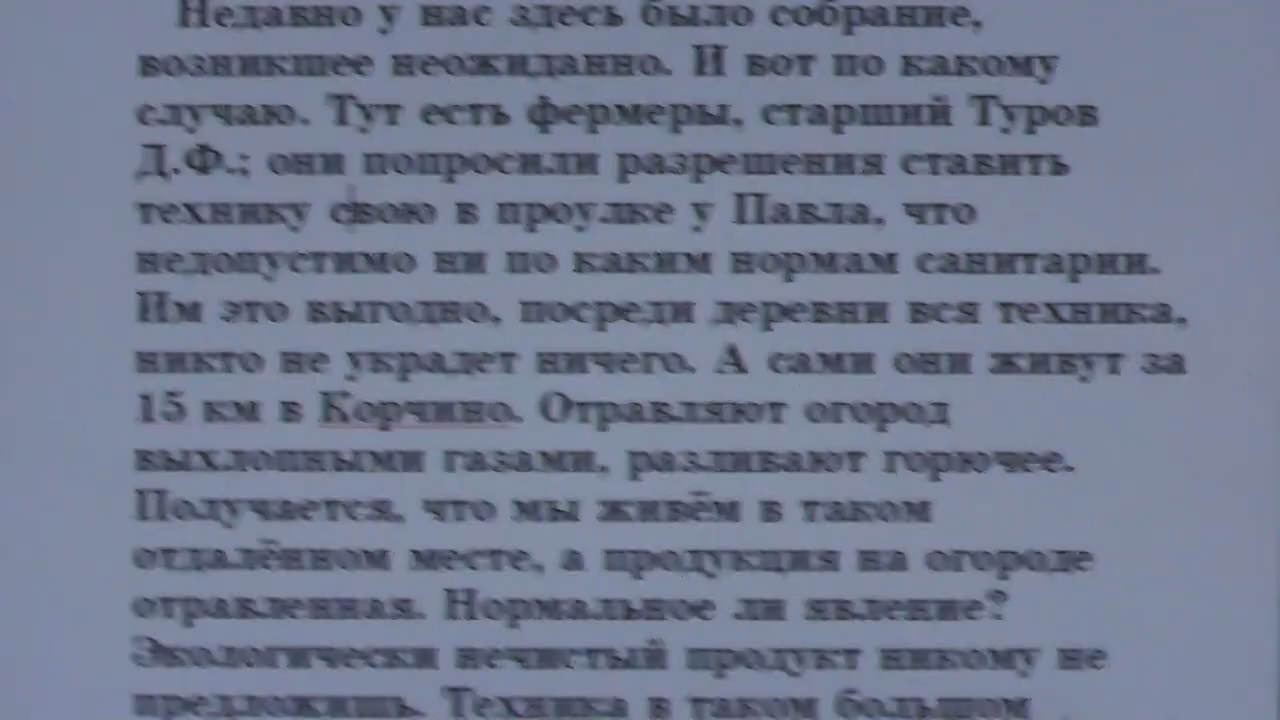 Недавно у нас здесь было собрание,
возникшее неожиданно. И вот по какому
случаю. Тут есть фермеры, старший Туров
Д.Ф.; они попросили разрешения ставить
технику свою в проулке у Павла, что
недопустимо ни по каким нормам санитарии.
Им это выгодно, посреди деревни вся техника,
никто не украдет ничего. А сами они живут за
15 км в Корчино. Отравляют огород
выхлопными газами, разливают горючее.
Получается, что мы живём в таком
отдалённом месте, а продукция на огороде
отравленная. Нормальное ли явление?
Экологически нечистый продукт никому не
предложишь. Техника в таком большом